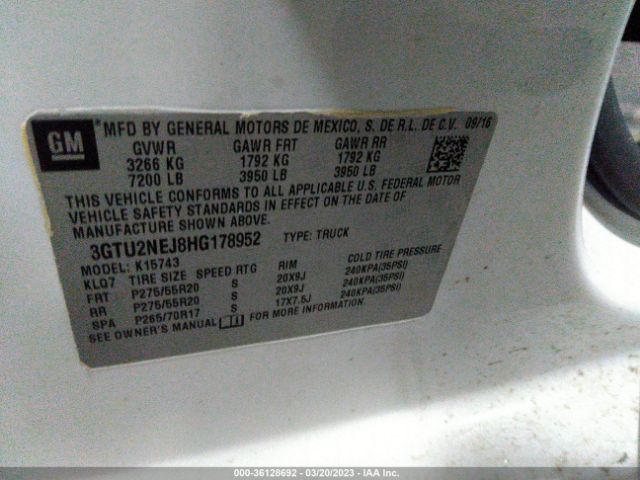 GM
*MFD BY GENERAL MOTORS DE MEXICO, S. DE R.L. DE C.V. 09/16
GVWR GAWR FRT GAWR RR
3266 KG 1792 KG 1792 KG
7200 LB 3950 LB 3950 LB
THIS VEHICLE CONFORMS TO ALL APPLICABLE U.S. FEDERAL MOTOR
VEHICLE SAFETY STANDARDS IN EFFECT ON THE DATE OF
MANUFACTURE SHOWN ABOVE.
3GTU2NEJ8HG178952 TYPE: TRUCK
MODEL: K15743
KLQ7 TIRE SIZE SPEED RTG RIM COLD TIRE PRESSURE
FRT P275/55R20 S 20X9J 240KPA(35PSI)
RR P275/55R20 S 20X9J 240KPA(35PSI)
SPA P265/70R17 S 17X7.5J 240KPA(35PSI)
SEE OWNER'S MANUAL FOR MORE INFORMATION
000-36128692 - 03/20/2023 - IAA Inc.